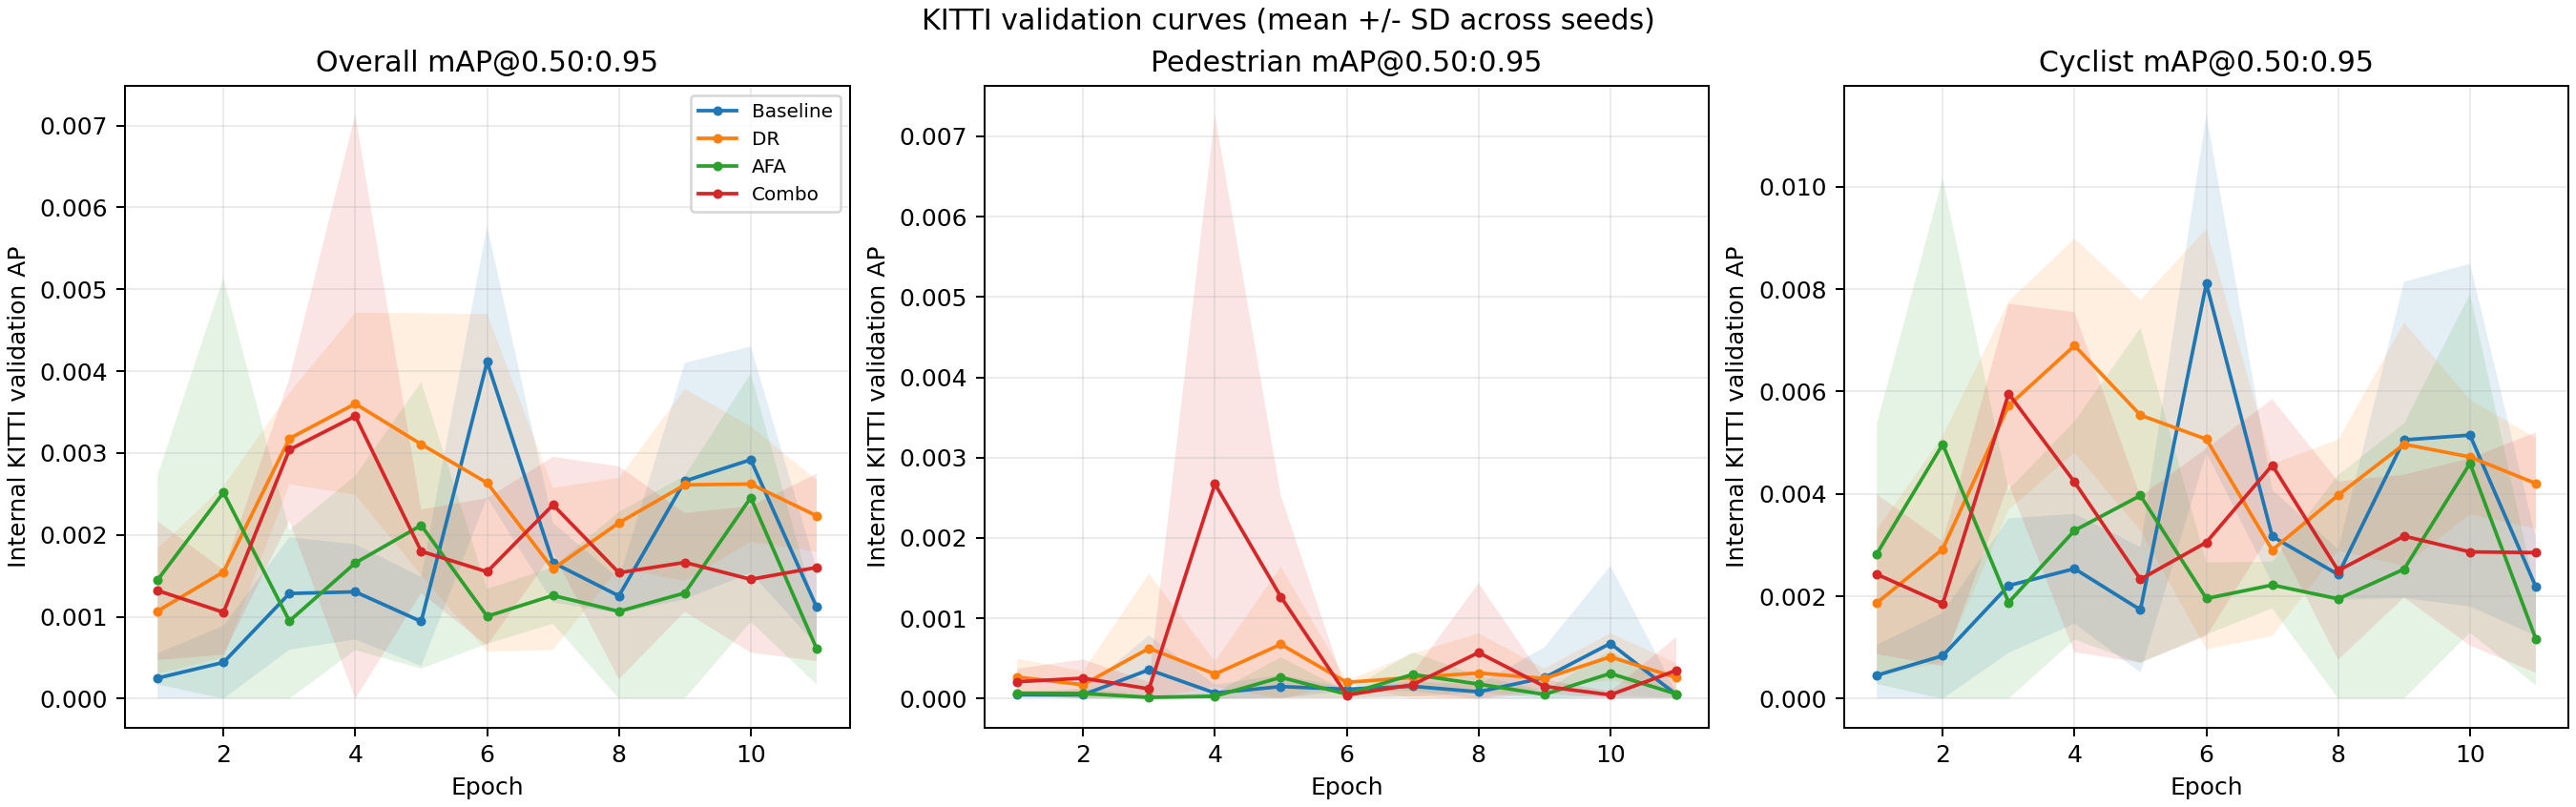 KITTI validation curves (mean +/- SD across seeds)
Overall mAP@0.50:0.95
Internal KITTI validation AP
0.007
0.006
0.005
0.004
0.003
0.002
0.001
0.000
2 4 6 8 10
Epoch
Baseline
DR
AFA
Combo
Pedestrian mAP@0.50:0.95
Internal KITTI validation AP
0.007
0.006
0.005
0.004
0.003
0.002
0.001
0.000
2 4 6 8 10
Epoch
Cyclist mAP@0.50:0.95
Internal KITTI validation AP
0.010
0.008
0.006
0.004
0.002
0.000
2 4 6 8 10
Epoch